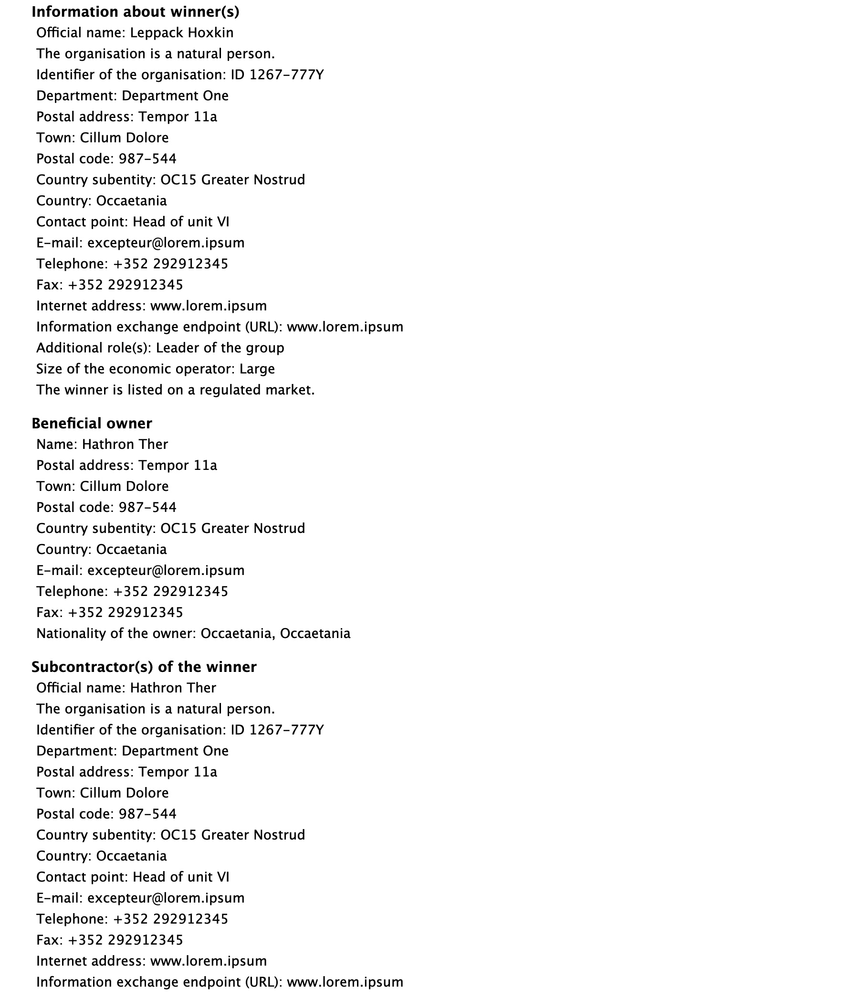 Information about winner(s)
Official name: Leppack Hoxkin
The organisation is a natural person.
Identifier of the organisation: ID 1267-777Y
Department: Department One
Postal address: Tempor 11a
Town: Cillum Dolore
Postal code: 987-544
Country subentity: OC15 Greater Nostrud
Country: Occaetania
Contact point: Head of unit VI
E-mail: excepteur@lorem.ipsum
Telephone: +352 292912345
Fax: +352 292912345
Internet address: www.lorem.ipsum
Information exchange endpoint (URL): www.lorem.ipsum
Additional role(s): Leader of the group
Size of the economic operator: Large
The winner is listed on a regulated market.
Beneficial owner
Name: Hathron Ther
Postal address: Tempor 11a
Town: Cillum Dolore
Postal code: 987-544
Country subentity: OC15 Greater Nostrud
Country: Occaetania
E-mail: excepteur@lorem.ipsum
Telephone: +352 292912345
Fax: +352 292912345
Nationality of the owner: Occaetania, Occaetania
Subcontractor(s) of the winner
Official name: Hathron Ther
The organisation is a natural person.
Identifier of the organisation: ID 1267-777Y
Department: Department One
Postal address: Tempor 11a
Town: Cillum Dolore
Postal code: 987-544
Country subentity: OC15 Greater Nostrud
Country: Occaetania
Contact point: Head of unit VI
E-mail: excepteur@lorem.ipsum
Telephone: +352 292912345
Fax: +352 292912345
Internet address: www.lorem.ipsum
Information exchange endpoint (URL): www.lorem.ipsum